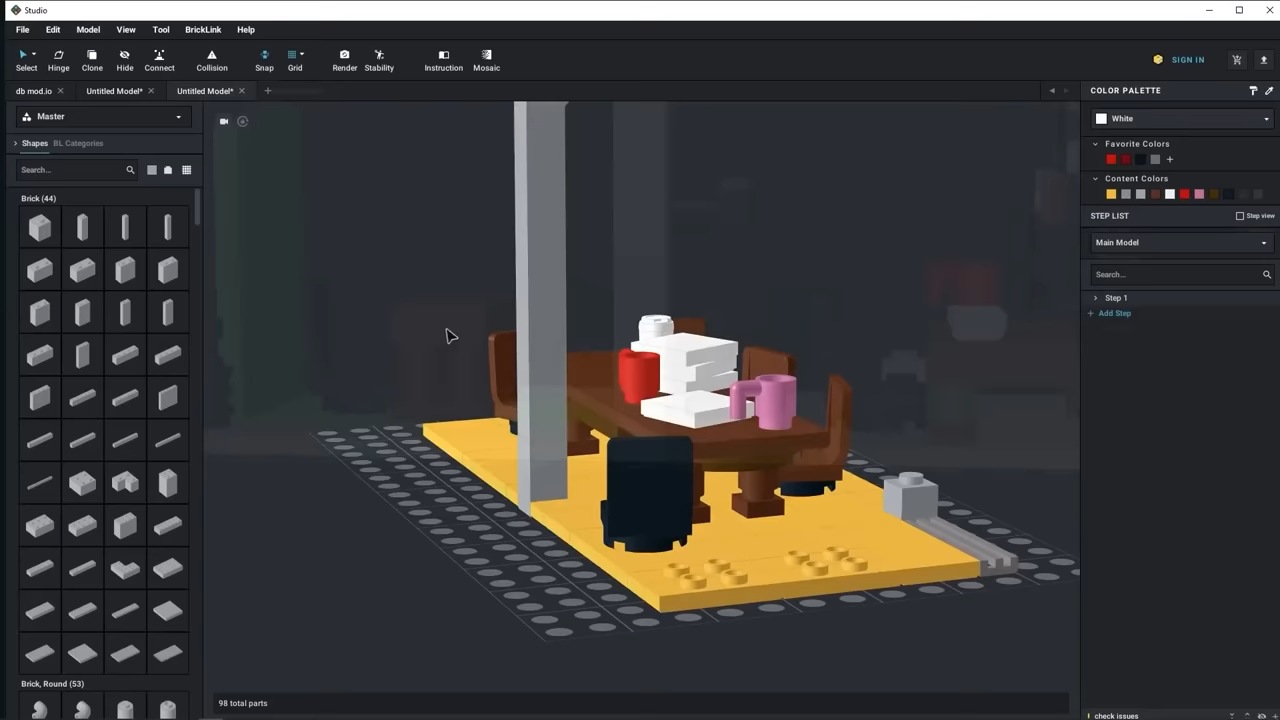 Studio
File Edit Model View Tool BrickLink Help
Select Hinge Clone Hide Connect Collision Snap Grid Render Stability Instruction Mosaic SIGN IN
db mod.io Untitled Model* Untitled Model* COLOR PALETTE
Master White
Shapes BL Categories Favorite Colors
Search...
Content Colors
Brick (44)
STEP LIST Step view
Main Model
Search...
Step 1
+ Add Step
Brick, Round (53)
98 total parts
check issues